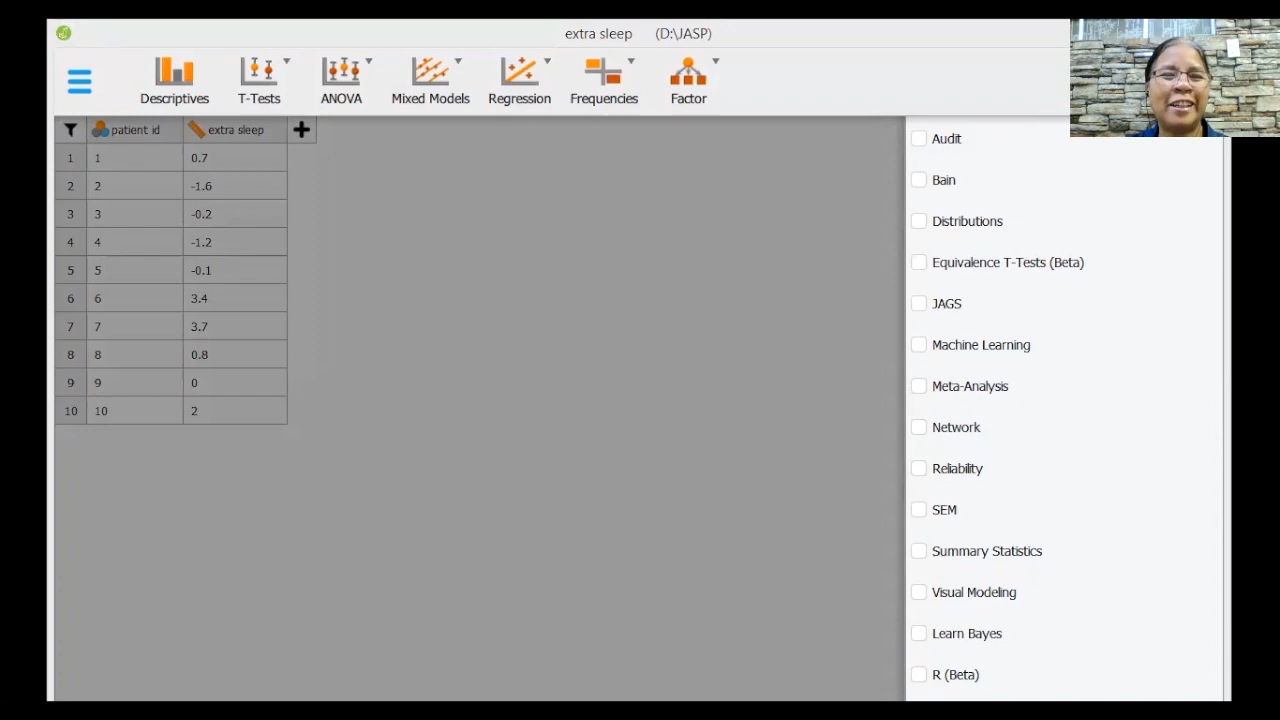 extra sleep (D:\JASP)
Descriptives T-Tests ANOVA Mixed Models Regression Frequencies Factor
patient id extra sleep
1 1 0.7
2 2 -1.6
3 3 -0.2
4 4 -1.2
5 5 -0.1
6 6 3.4
7 7 3.7
8 8 0.8
9 9 0
10 10 2
Audit
Bain
Distributions
Equivalence T-Tests (Beta)
JAGS
Machine Learning
Meta-Analysis
Network
Reliability
SEM
Summary Statistics
Visual Modeling
Learn Bayes
R (Beta)